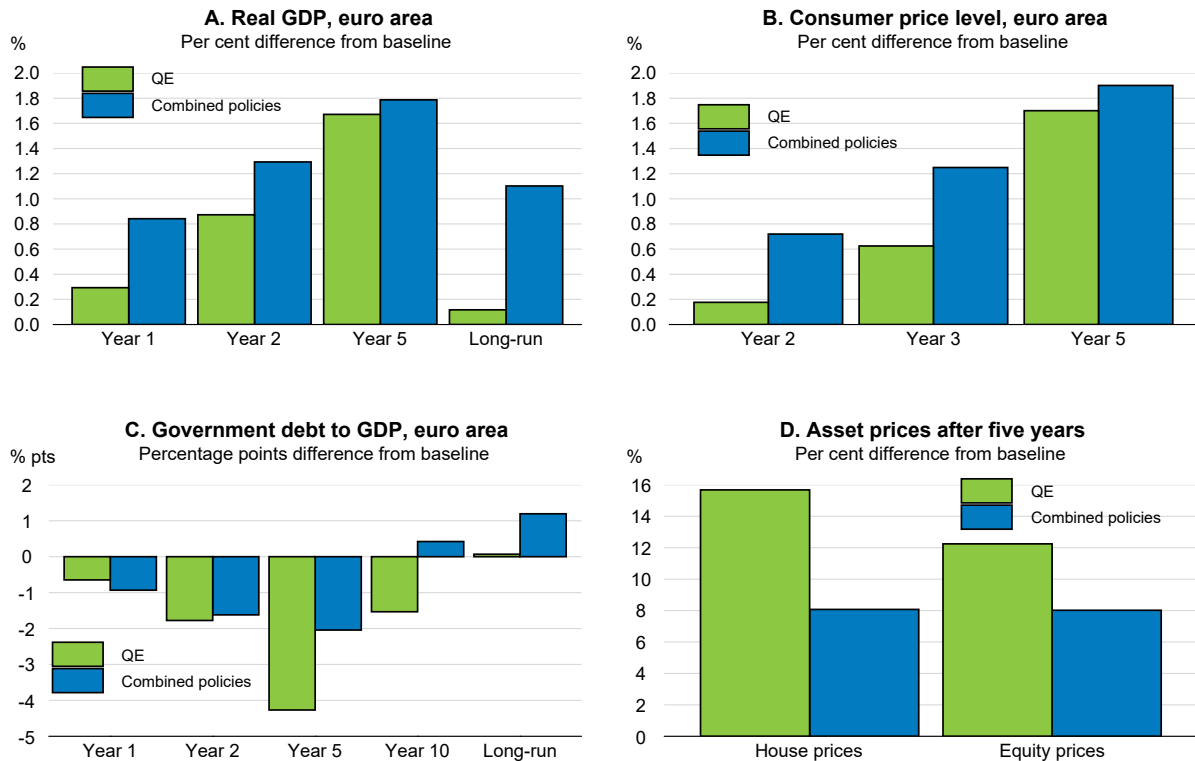 A. Real GDP, euro area
Per cent difference from baseline
%
2.0
1.8
1.6
1.4
1.2
1.0
0.8
0.6
0.4
0.2
0.0
QE
Combined policies
Year 1
Year 2
Year 5
Long-run
B. Consumer price level, euro area
Per cent difference from baseline
%
2.0
1.8
1.6
1.4
1.2
1.0
0.8
0.6
0.4
0.2
0.0
QE
Combined policies
Year 2
Year 3
Year 5
C. Government debt to GDP, euro area
Percentage points difference from baseline
% pts
2
1
0
-1
-2
-3
-4
-5
QE
Combined policies
Year 1
Year 2
Year 5
Year 10
Long-run
D. Asset prices after five years
Per cent difference from baseline
%
16
14
12
10
8
6
4
2
0
QE
Combined policies
House prices
Equity prices